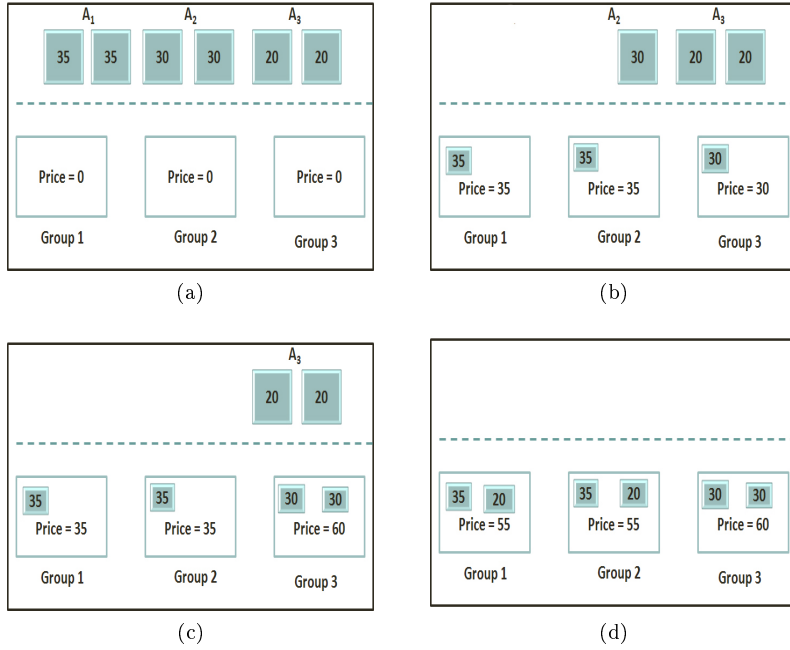 A₁ A₂ A₃
35 35 30 30 20 20
Price = 0 Price = 0 Price = 0
Group 1 Group 2 Group 3
(a)
A₂ A₃
30 20 20
35 35 30
Price = 35 Price = 35 Price = 30
Group 1 Group 2 Group 3
(b)
A₃
20 20
35 35 30 30
Price = 35 Price = 35 Price = 60
Group 1 Group 2 Group 3
(c)
35 20 35 20 30 30
Price = 55 Price = 55 Price = 60
Group 1 Group 2 Group 3
(d)